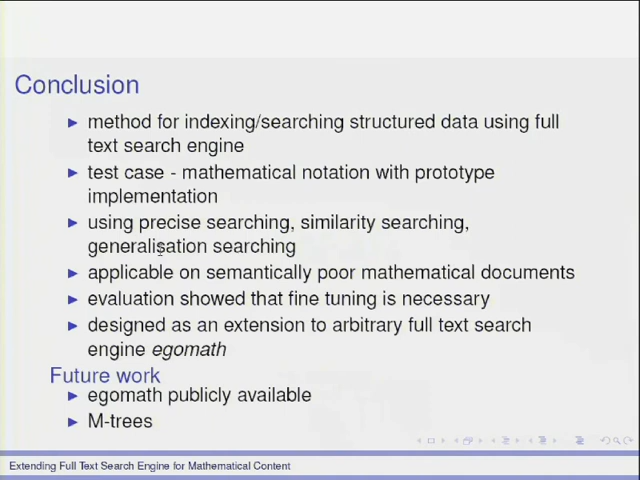 Conclusion
method for indexing/searching structured data using full
text search engine
test case - mathematical notation with prototype
implementation
using precise searching, similarity searching,
generalisation searching
applicable on semantically poor mathematical documents
evaluation showed that fine tuning is necessary
designed as an extension to arbitrary full text search
engine egomath
Future work
egomath publicly available
M-trees
Extending Full Text Search Engine for Mathematical Content